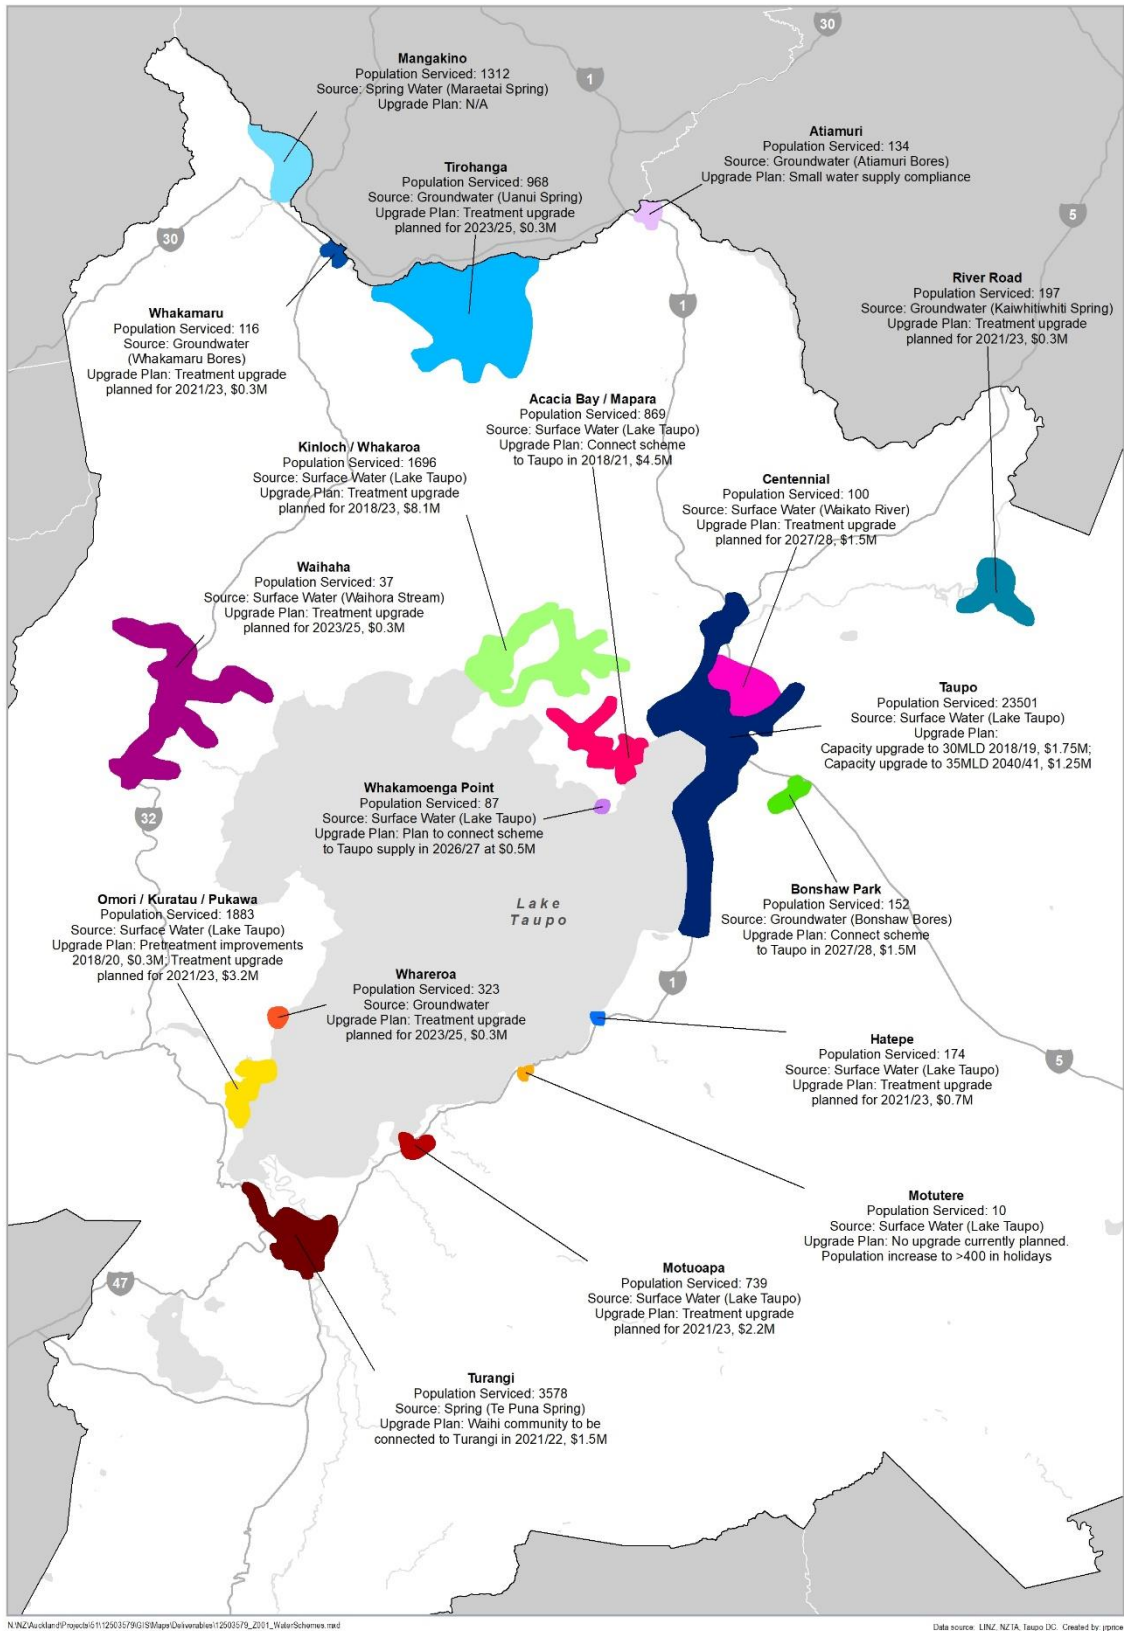 30
Mangakino
Population Serviced: 1312
Source: Spring Water (Maraetai Spring)
Upgrade Plan: N/A
1
Atiamuri
Population Serviced: 134
Source: Groundwater (Atiamuri Bores)
Upgrade Plan: Small water supply compliance
Tirohanga
Population Serviced: 968
Source: Groundwater (Uanui Spring)
Upgrade Plan: Treatment upgrade
planned for 2023/25, $0.3M
5
30
River Road
Population Serviced: 197
Source: Groundwater (Kaiwhitiwhiti Spring)
Upgrade Plan: Treatment upgrade
planned for 2021/23, $0.3M
1
Whakamaru
Population Serviced: 116
Source: Groundwater
(Whakamaru Bores)
Upgrade Plan: Treatment upgrade
planned for 2021/23, $0.3M
Acacia Bay / Mapara
Population Serviced: 869
Source: Surface Water (Lake Taupo)
Upgrade Plan: Connect scheme
to Taupo in 2018/21, $4.5M
Kinloch / Whakaroa
Population Serviced: 1696
Source: Surface Water (Lake Taupo)
Upgrade Plan: Treatment upgrade
planned for 2018/23, $8.1M
Centennial
Population Serviced: 100
Source: Surface Water (Waikato River)
Upgrade Plan: Treatment upgrade
planned for 2027/28, $1.5M
Waihaha
Population Serviced: 37
Source: Surface Water (Waihora Stream)
Upgrade Plan: Treatment upgrade
planned for 2023/25, $0.3M
Taupo
Population Serviced: 23501
Source: Surface Water (Lake Taupo)
Upgrade Plan:
Capacity upgrade to 30MLD 2018/19, $1.75M;
Capacity upgrade to 35MLD 2040/41, $1.25M
Whakamoenga Point
Population Serviced: 87
Source: Surface Water (Lake Taupo)
Upgrade Plan: Plan to connect scheme
to Taupo supply in 2026/27 at $0.5M
32
Bonshaw Park
Population Serviced: 152
Source: Groundwater (Bonshaw Bores)
Upgrade Plan: Connect scheme
to Taupo in 2027/28, $1.5M
Lake
Taupo
Omori / Kuratau / Pukawa
Population Serviced: 1883
Source: Surface Water (Lake Taupo)
Upgrade Plan: Pretreatment improvements
2018/20, $0.3M; Treatment upgrade
planned for 2021/23, $3.2M
Whareroa
Population Serviced: 323
Source: Groundwater
Upgrade Plan: Treatment upgrade
planned for 2023/25, $0.3M
1
Hatepe
Population Serviced: 174
Source: Surface Water (Lake Taupo)
Upgrade Plan: Treatment upgrade
planned for 2021/23, $0.7M
5
Motutere
Population Serviced: 10
Source: Surface Water (Lake Taupo)
Upgrade Plan: No upgrade currently planned.
Population increase to >400 in holidays
Motuoapa
Population Serviced: 739
Source: Surface Water (Lake Taupo)
Upgrade Plan: Treatment upgrade
planned for 2021/23, $2.2M
47
Turangi
Population Serviced: 3578
Source: Spring (Te Puna Spring)
Upgrade Plan: Waihi community to be
connected to Turangi in 2021/22, $1.5M
N:\NZ\Auckland\Projects\51\12503579\GIS\Maps\Deliverables\12503579_Z001_WaterSchemes.mxd
Data source: LINZ, NZTA, Taupo DC. Created by: jrprice